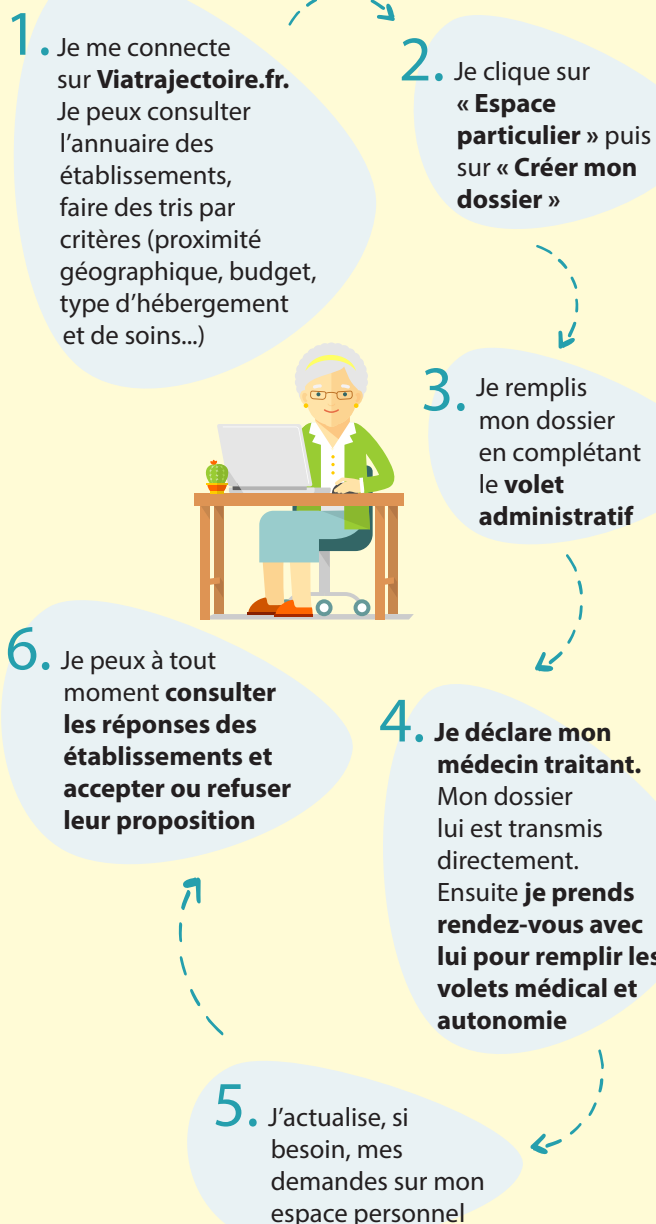 1. Je me connecte
sur Viatrajectoire.fr.
Je peux consulter
l’annuaire des
établissements,
faire des tris par
critères (proximité
géographique, budget,
type d’hébergement
et de soins...)
2. Je clique sur
« Espace
particulier » puis
sur « Créer mon
dossier »
3. Je remplis
mon dossier
en complétant
le volet
administratif
4. Je déclare mon
médecin traitant.
Mon dossier
lui est transmis
directement.
Ensuite je prends
rendez-vous avec
lui pour remplir les
volets médical et
autonomie
5. J’actualise, si
besoin, mes
demandes sur mon
espace personnel
6. Je peux à tout
moment consulter
les réponses des
établissements et
accepter ou refuser
leur proposition